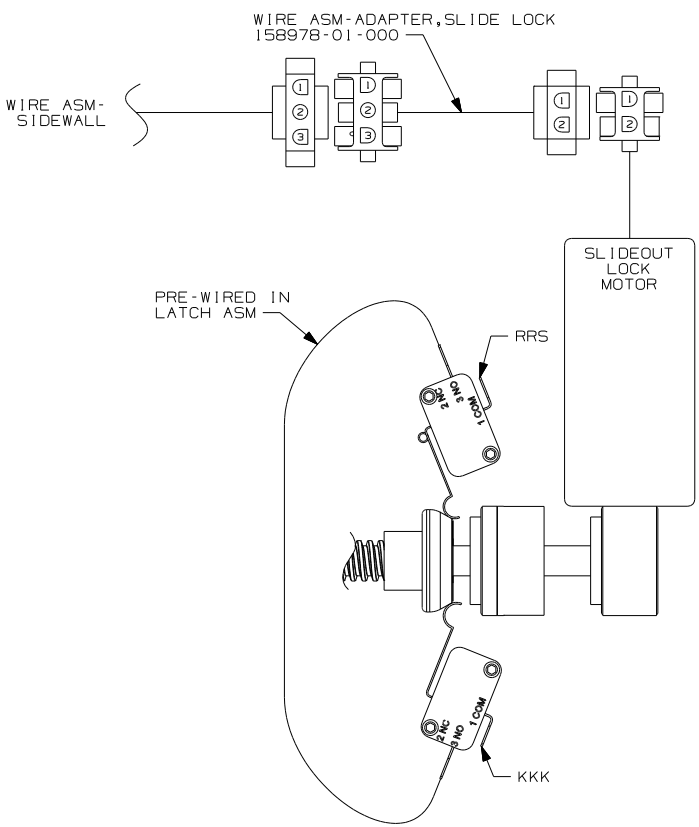 WIRE ASM-ADAPTER, SLIDE LOCK
158978-01-000
WIRE ASM-
SIDEWALL
1
2
3
1
2
3
1
2
1
2
SLIDEOUT
LOCK
MOTOR
PRE-WIRED IN
LATCH ASM
RRS
2 NC
3 NO
1 COM
2 NC
3 NO
1 COM
KKK